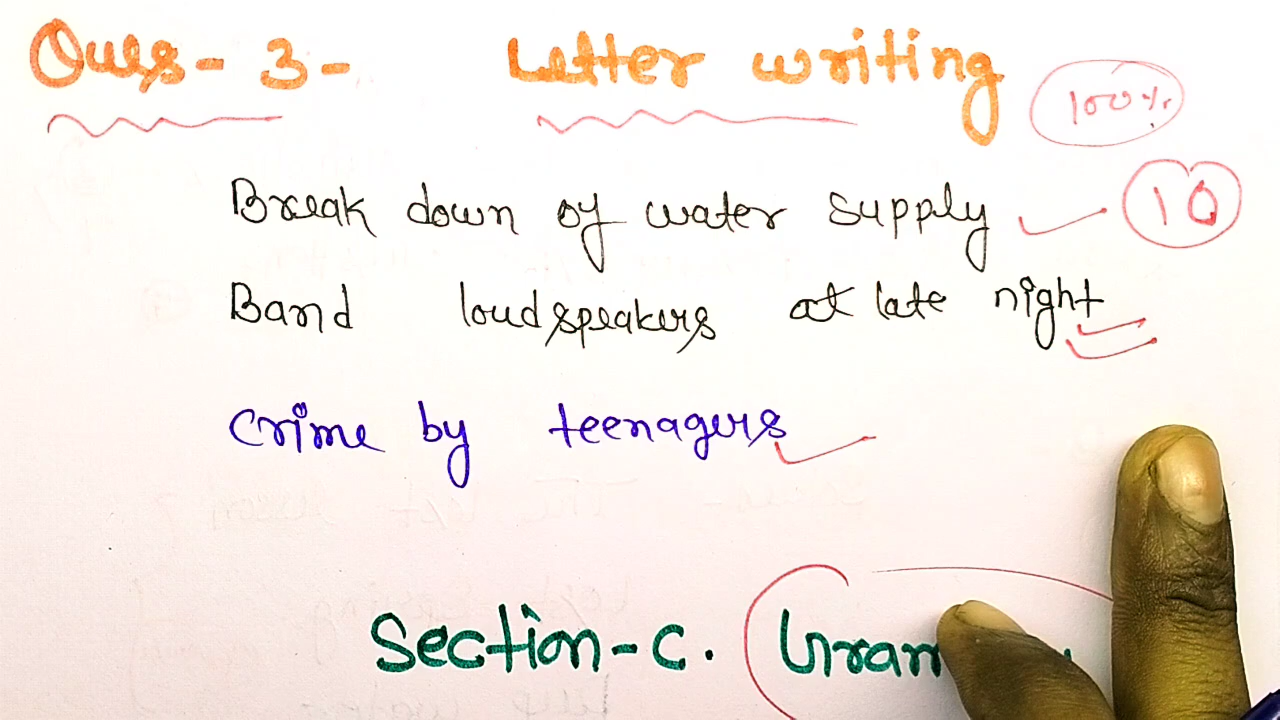 Ques- 3- Letter writing
100%
Break down of water supply 10
Band loudspeakers at late night
Crime by teenagers
Section-C.